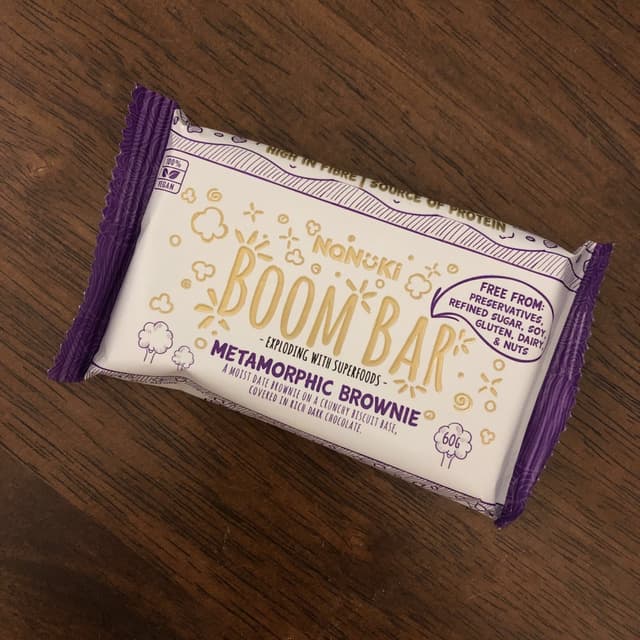 HIGH IN FIBRE | SOURCE OF PROTEIN
100%
VEGAN
NANUKI
BOOM BAR
- EXPLODING WITH SUPERFOODS -
METAMORPHIC BROWNIE
A MOIST DATE BROWNIE ON A CRUNCHY BISCUIT BASE,
COVERED IN RICH DARK CHOCOLATE.
FREE FROM:
PRESERVATIVES,
REFINED SUGAR, SOY,
GLUTEN, DAIRY
& NUTS
60G